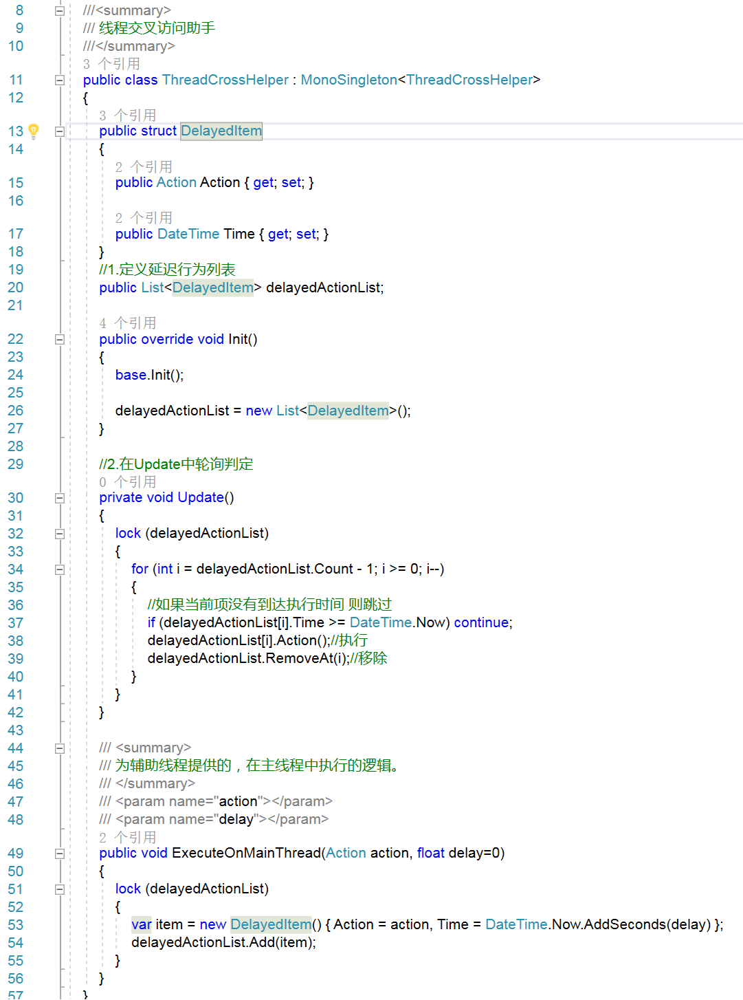 8 ///<summary>
9 /// 线程交叉访问助手
10 ///</summary>
3 个引用
11 public class ThreadCrossHelper : MonoSingleton<ThreadCrossHelper>
12 {
3 个引用
13 public struct DelayedItem
14 {
2 个引用
15 public Action Action { get; set; }
16
2 个引用
17 public DateTime Time { get; set; }
18 }
19 //1.定义延迟行为列表
20 public List<DelayedItem> delayedActionList;
21
4 个引用
22 public override void Init()
23 {
24 base.Init();
25
26 delayedActionList = new List<DelayedItem>();
27 }
28
29 //2.在Update中轮询判定
0 个引用
30 private void Update()
31 {
32 lock (delayedActionList)
33 {
34 for (int i = delayedActionList.Count - 1; i >= 0; i--)
35 {
36 //如果当前项没有到达执行时间 则跳过
37 if (delayedActionList[i].Time >= DateTime.Now) continue;
38 delayedActionList[i].Action();//执行
39 delayedActionList.RemoveAt(i);//移除
40 }
41 }
42 }
43
44 /// <summary>
45 /// 为辅助线程提供的，在主线程中执行的逻辑。
46 /// </summary>
47 /// <param name="action"></param>
48 /// <param name="delay"></param>
2 个引用
49 public void ExecuteOnMainThread(Action action, float delay=0)
50 {
51 lock (delayedActionList)
52 {
53 var item = new DelayedItem() { Action = action, Time = DateTime.Now.AddSeconds(delay) };
54 delayedActionList.Add(item);
55 }
56 }
57 }